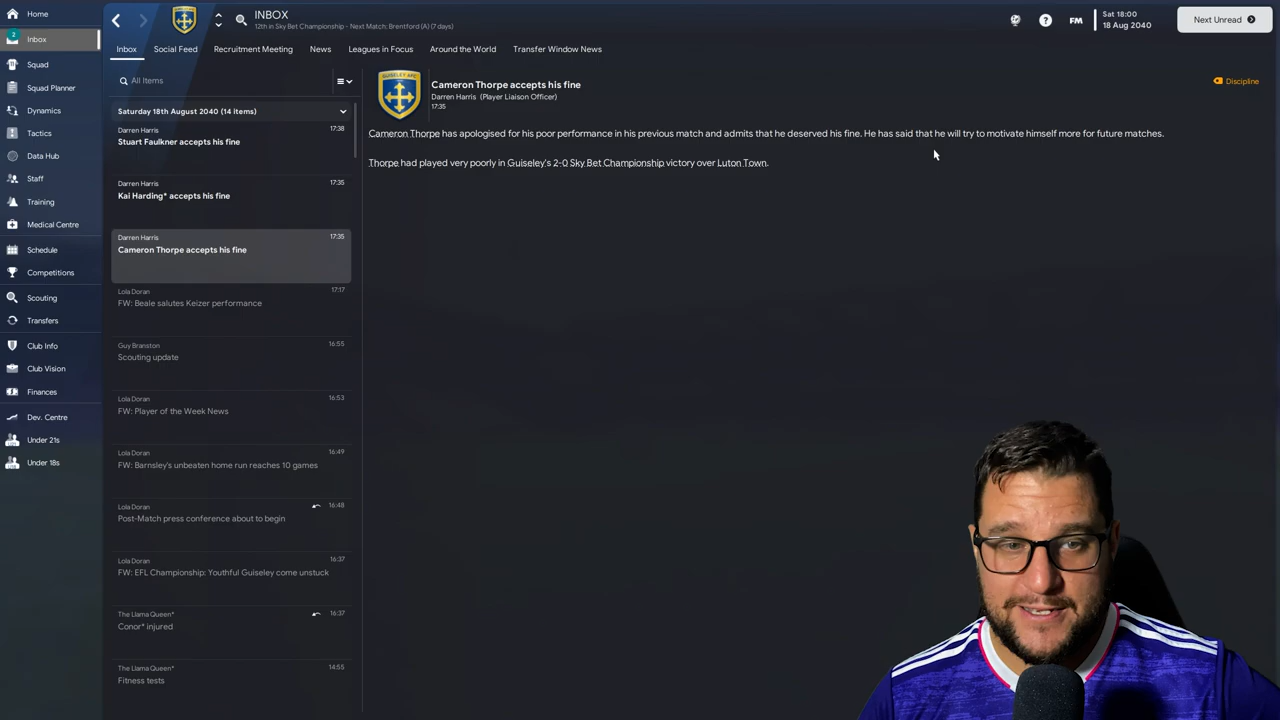 Home
2
Inbox
Squad
Squad Planner
Dynamics
Tactics
Data Hub
Staff
Training
Medical Centre
Schedule
Competitions
Scouting
Transfers
Club Info
Club Vision
Finances
Dev. Centre
Under 21s
Under 18s
INBOX
12th in Sky Bet Championship - Next Match: Brentford (A) (7 days)
FM
Sat 18:00
18 Aug 2040
Next Unread
Inbox Social Feed Recruitment Meeting News Leagues in Focus Around the World Transfer Window News
All Items
Saturday 18th August 2040 (14 items)
Darren Harris 17:38
Stuart Faulkner accepts his fine
Darren Harris 17:35
Kai Harding* accepts his fine
Darren Harris 17:35
Cameron Thorpe accepts his fine
Lola Doran 17:17
FW: Beale salutes Keizer performance
Guy Branston 16:55
Scouting update
Lola Doran 16:53
FW: Player of the Week News
Lola Doran 16:49
FW: Barnsley's unbeaten home run reaches 10 games
Lola Doran 16:48
Post-Match press conference about to begin
Lola Doran 16:37
FW: EFL Championship: Youthful Guiseley come unstuck
The Llama Queen* 16:37
Conor* injured
The Llama Queen* 14:55
Fitness tests
GUISELEY AFC
Cameron Thorpe accepts his fine
Darren Harris (Player Liaison Officer)
17:35
Discipline
Cameron Thorpe has apologised for his poor performance in his previous match and admits that he deserved his fine. He has said that he will try to motivate himself more for future matches.
Thorpe had played very poorly in Guiseley's 2-0 Sky Bet Championship victory over Luton Town.